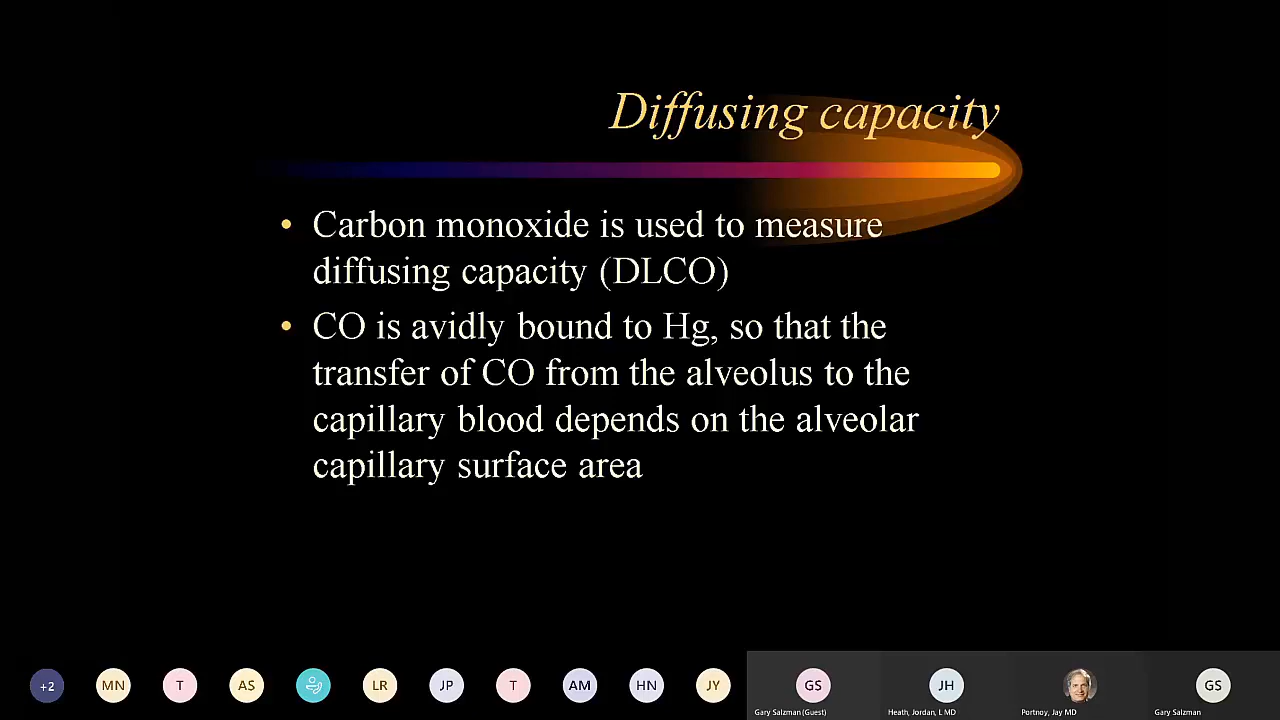 Diffusing capacity
• Carbon monoxide is used to measure
diffusing capacity (DLCO)
• CO is avidly bound to Hg, so that the
transfer of CO from the alveolus to the
capillary blood depends on the alveolar
capillary surface area
+2 MN T AS LR JP T AM HN JY GS JH GS
Gary Salzman (Guest) Heath, Jordan, L MD Portnoy, Jay MD Gary Salzman